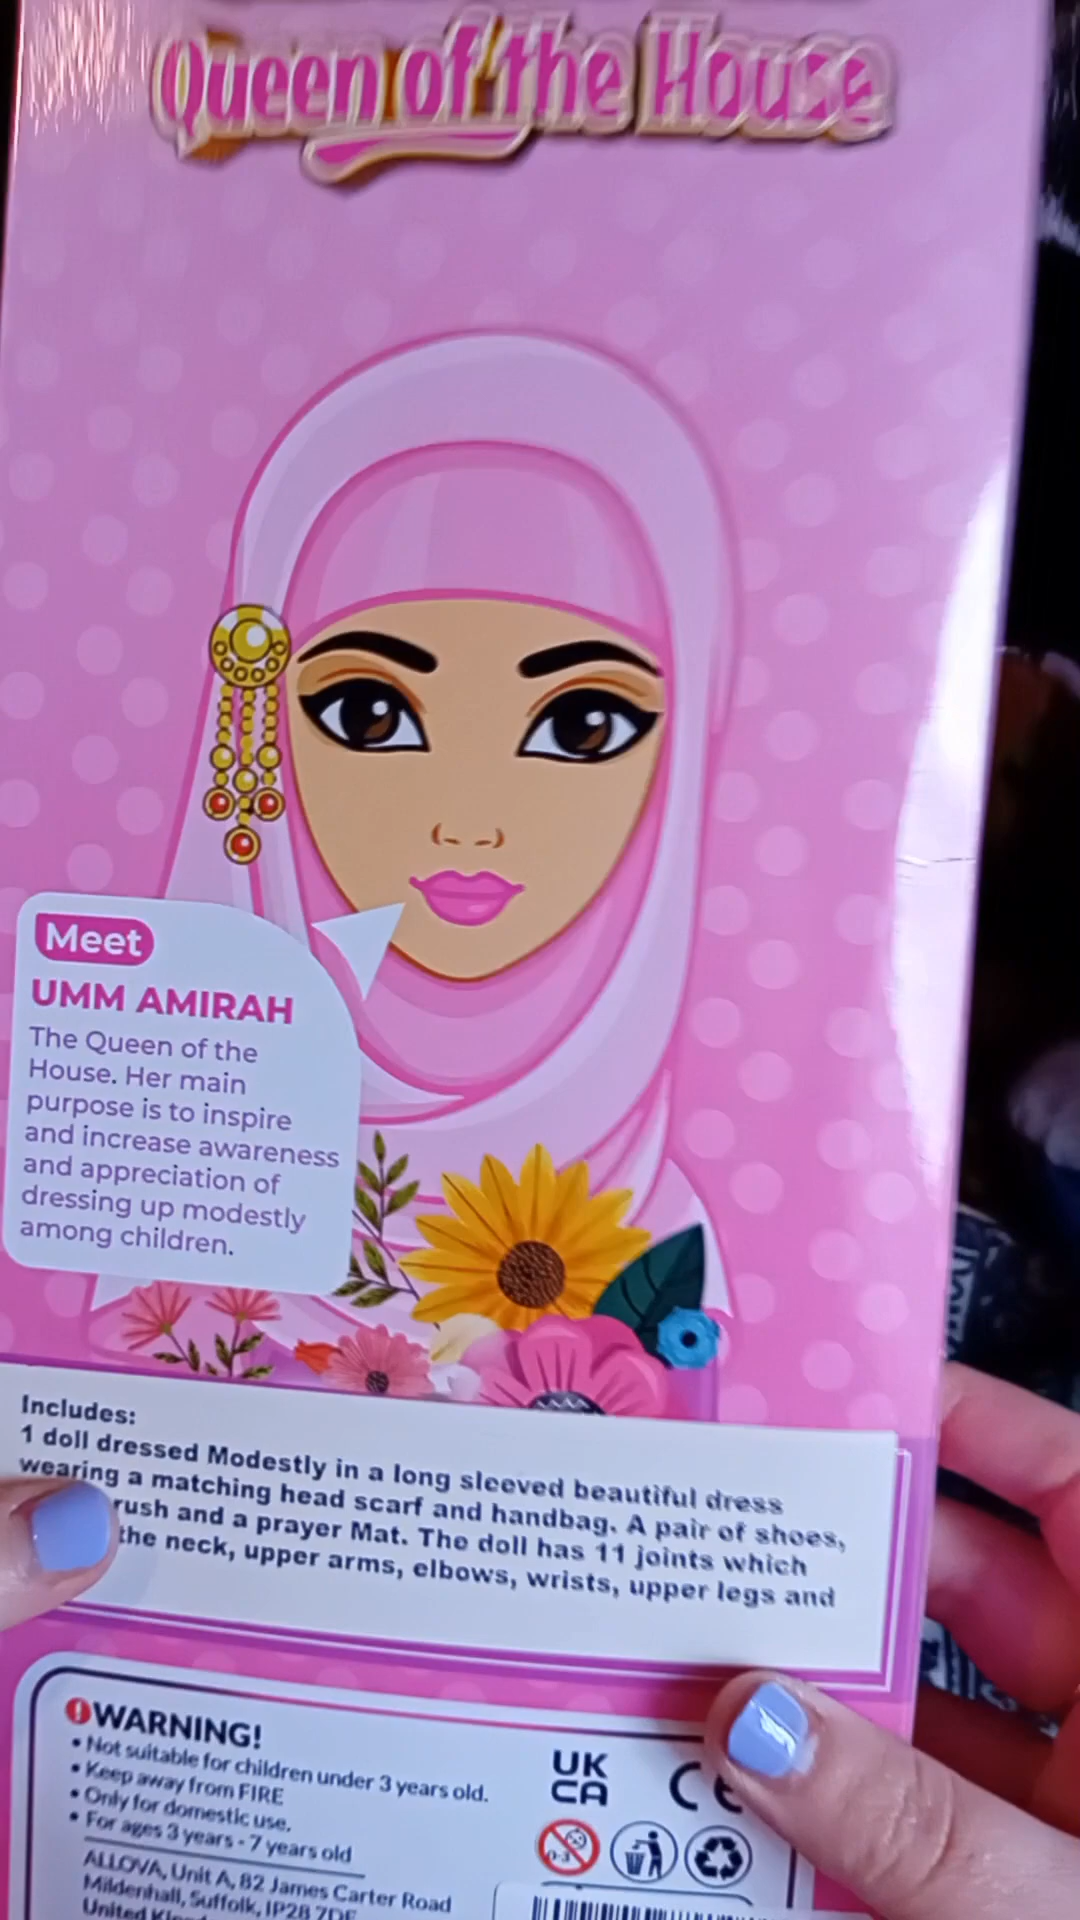 Queen of the House
Meet
UMM AMIRAH
The Queen of the
House. Her main
purpose is to inspire
and increase awareness
and appreciation of
dressing up modestly
among children.
Includes:
1 doll dressed Modestly in a long sleeved beautiful dress
wearing a matching head scarf and handbag. A pair of shoes,
rush and a prayer Mat. The doll has 11 joints which
the neck, upper arms, elbows, wrists, upper legs and
WARNING!
• Not suitable for children under 3 years old.
• Keep away from FIRE
• Only for domestic use.
• For ages 3 years - 7 years old
ALLOVA, Unit A, 82 James Carter Road
Mildenhall, Suffolk, IP28 7DE
United
UK
CA
CE
0-3